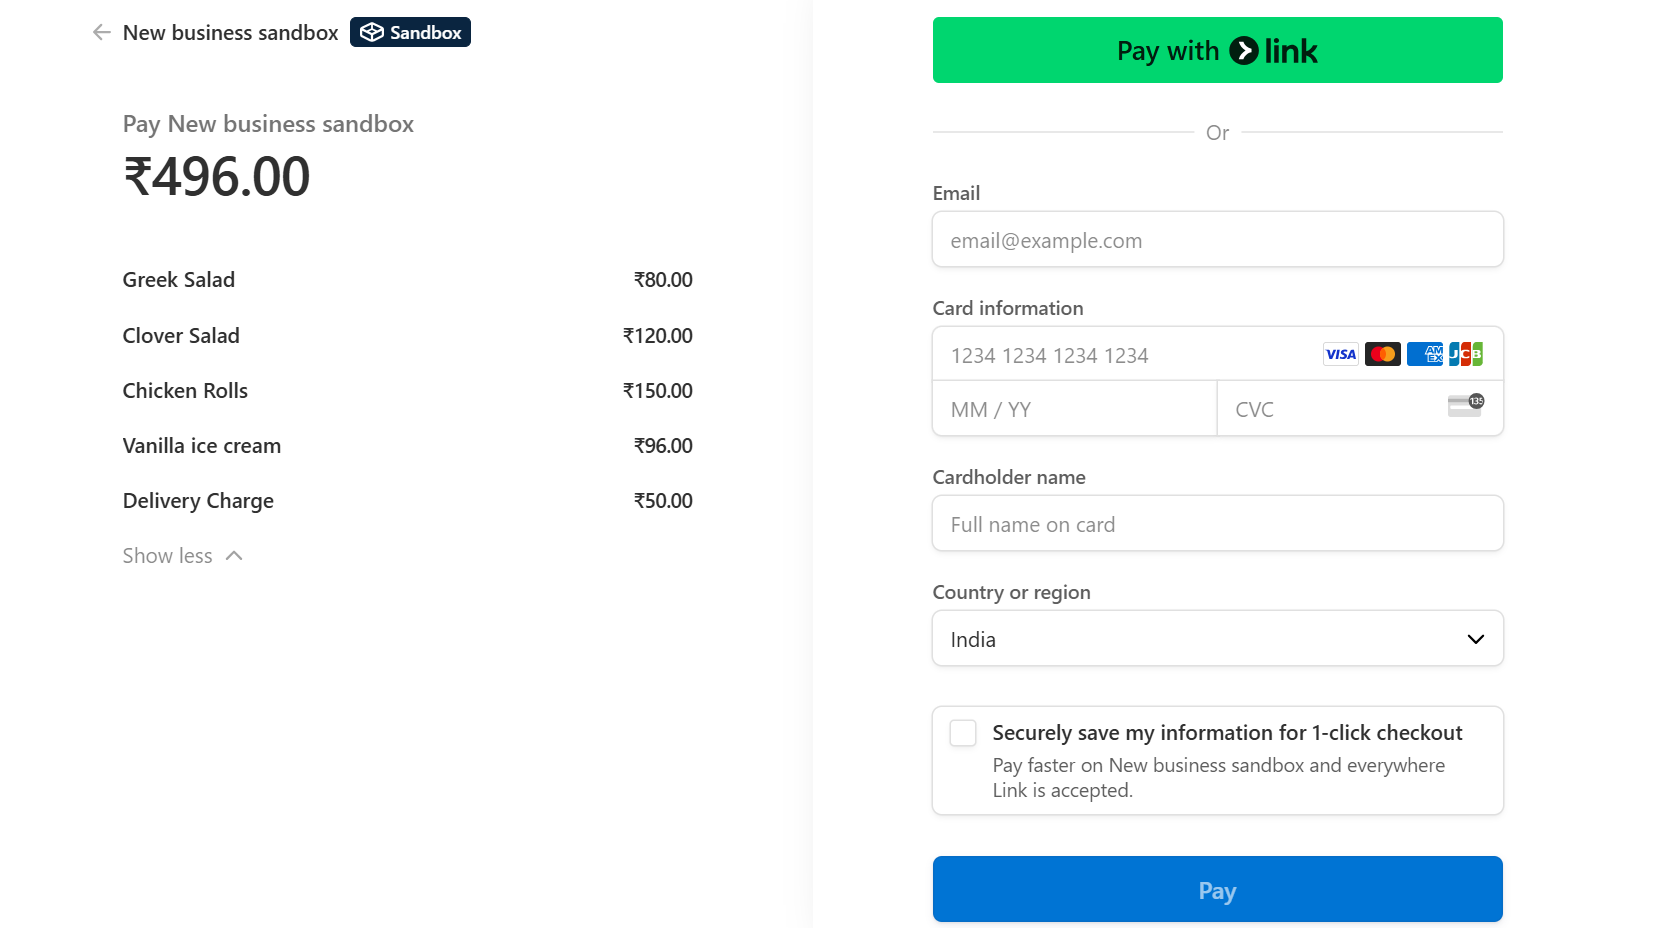 New business sandbox Sandbox
Pay New business sandbox
₹496.00
Greek Salad ₹80.00
Clover Salad ₹120.00
Chicken Rolls ₹150.00
Vanilla ice cream ₹96.00
Delivery Charge ₹50.00
Show less
Pay with link
Or
Email
email@example.com
Card information
1234 1234 1234 1234 VISA AM EX JCB
MM / YY CVC 135
Cardholder name
Full name on card
Country or region
India
Securely save my information for 1-click checkout
Pay faster on New business sandbox and everywhere
Link is accepted.
Pay